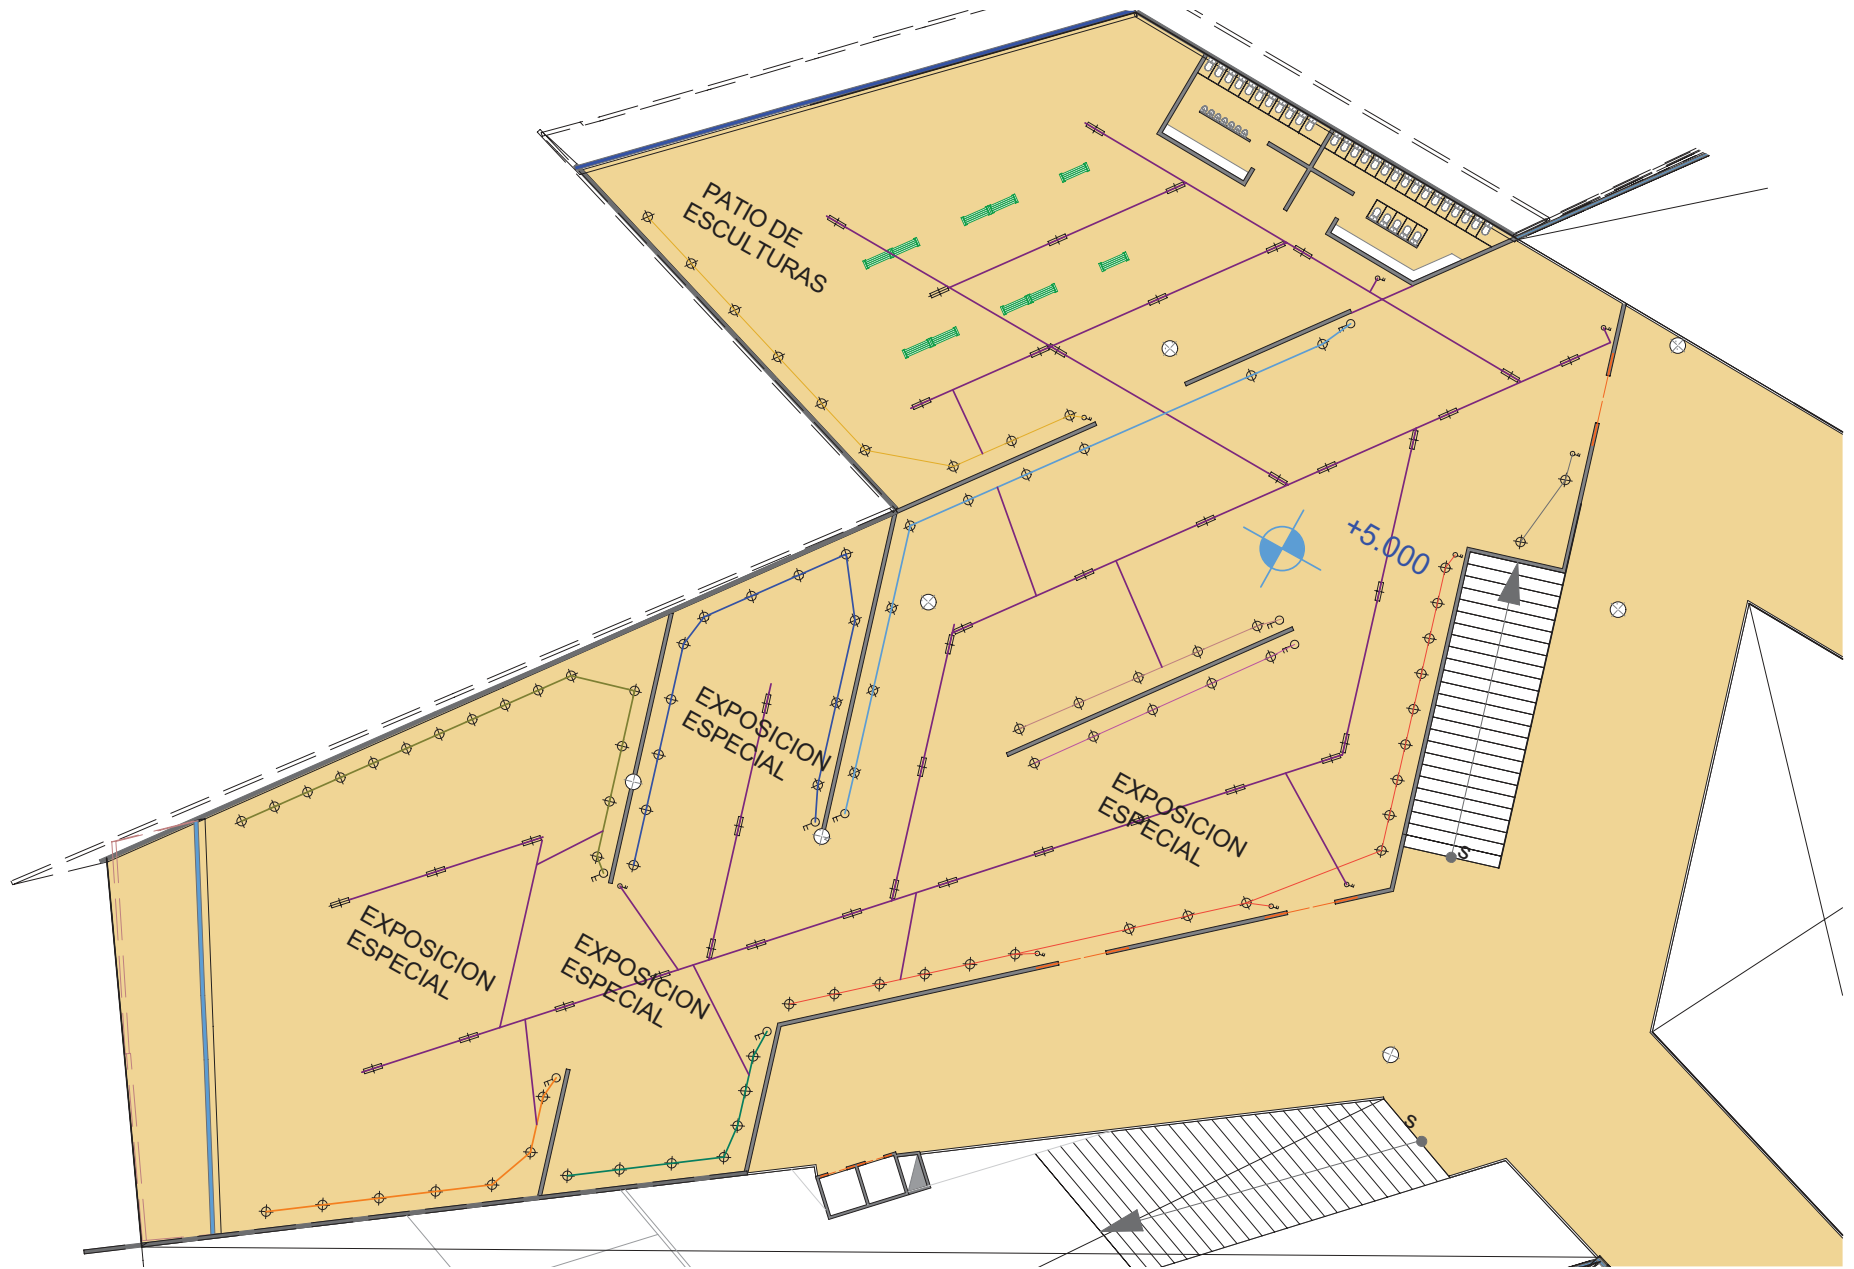 PATIO DE
ESCULTURAS
+5.000
EXPOSICION
ESPECIAL
EXPOSICION
ESPECIAL
S
EXPOSICION
ESPECIAL
EXPOSICION
ESPECIAL
S